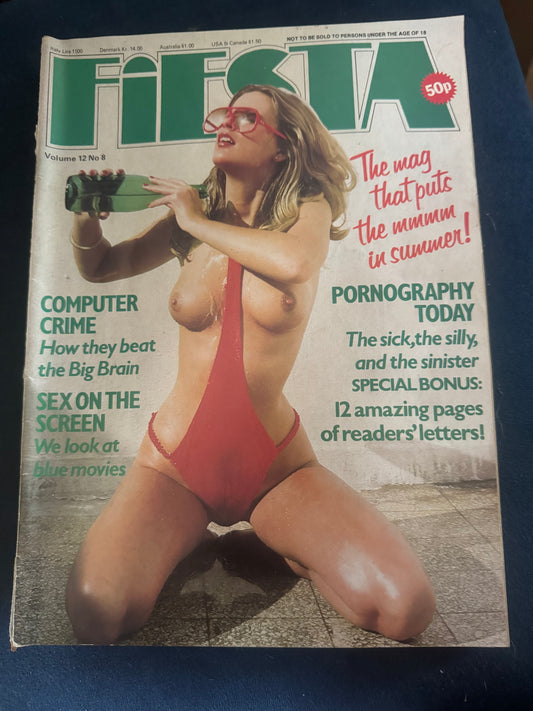 Italy Lire 1500 Denmark Kr. 14.00 Australia $1.00 USA & Canada $1.50 NOT TO BE SOLD TO PERSONS UNDER THE AGE OF 18
FiESTA
50p
Volume 12 No 8
The mag
that puts
the mmmm
in summer!
COMPUTER
CRIME
How they beat
the Big Brain
SEX ON THE
SCREEN
We look at
blue movies
PORNOGRAPHY
TODAY
The sick, the silly,
and the sinister
SPECIAL BONUS:
12 amazing pages
of readers' letters!